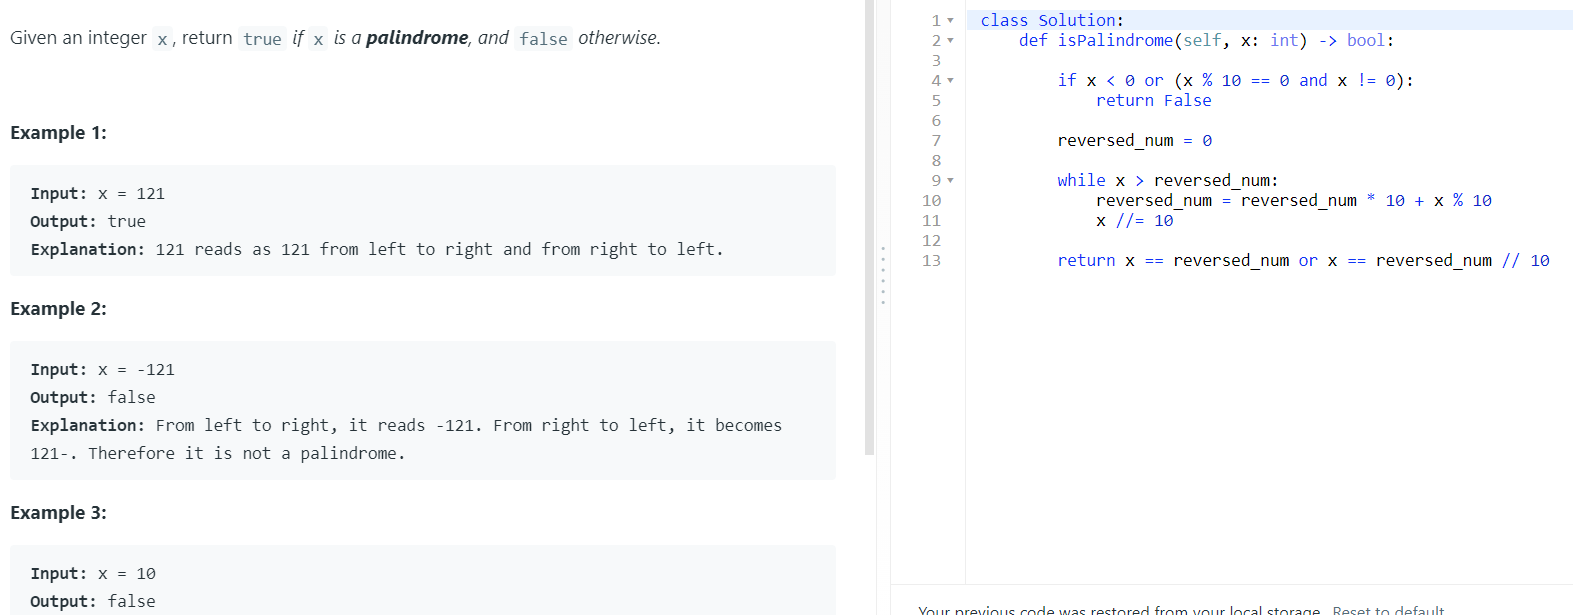 Given an integer x, return true if x is a palindrome, and false otherwise.
Example 1:
Input: x = 121
Output: true
Explanation: 121 reads as 121 from left to right and from right to left.
Example 2:
Input: x = -121
Output: false
Explanation: From left to right, it reads -121. From right to left, it becomes
121-. Therefore it is not a palindrome.
Example 3:
Input: x = 10
Output: false
1 class Solution:
2 def isPalindrome(self, x: int) -> bool:
3
4 if x < 0 or (x % 10 == 0 and x != 0):
5 return False
6
7 reversed_num = 0
8
9 while x > reversed_num:
10 reversed_num = reversed_num * 10 + x % 10
11 x //= 10
12
13 return x == reversed_num or x == reversed_num // 10
Your previous code was restored from your local storage. Reset to default